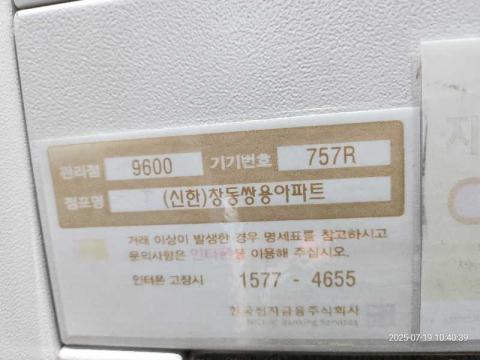 관리점 9600 기기번호 757R
점포명 (신한)창동쌍용아파트
거래 이상이 발생한 경우 명세표를 참고하시고
문의사항은 인터폰을 이용해 주십시오.
인터폰 고장시 1577 - 4655
한국전자금융주식회사
Banking Services
2025-07-19 10:40:39